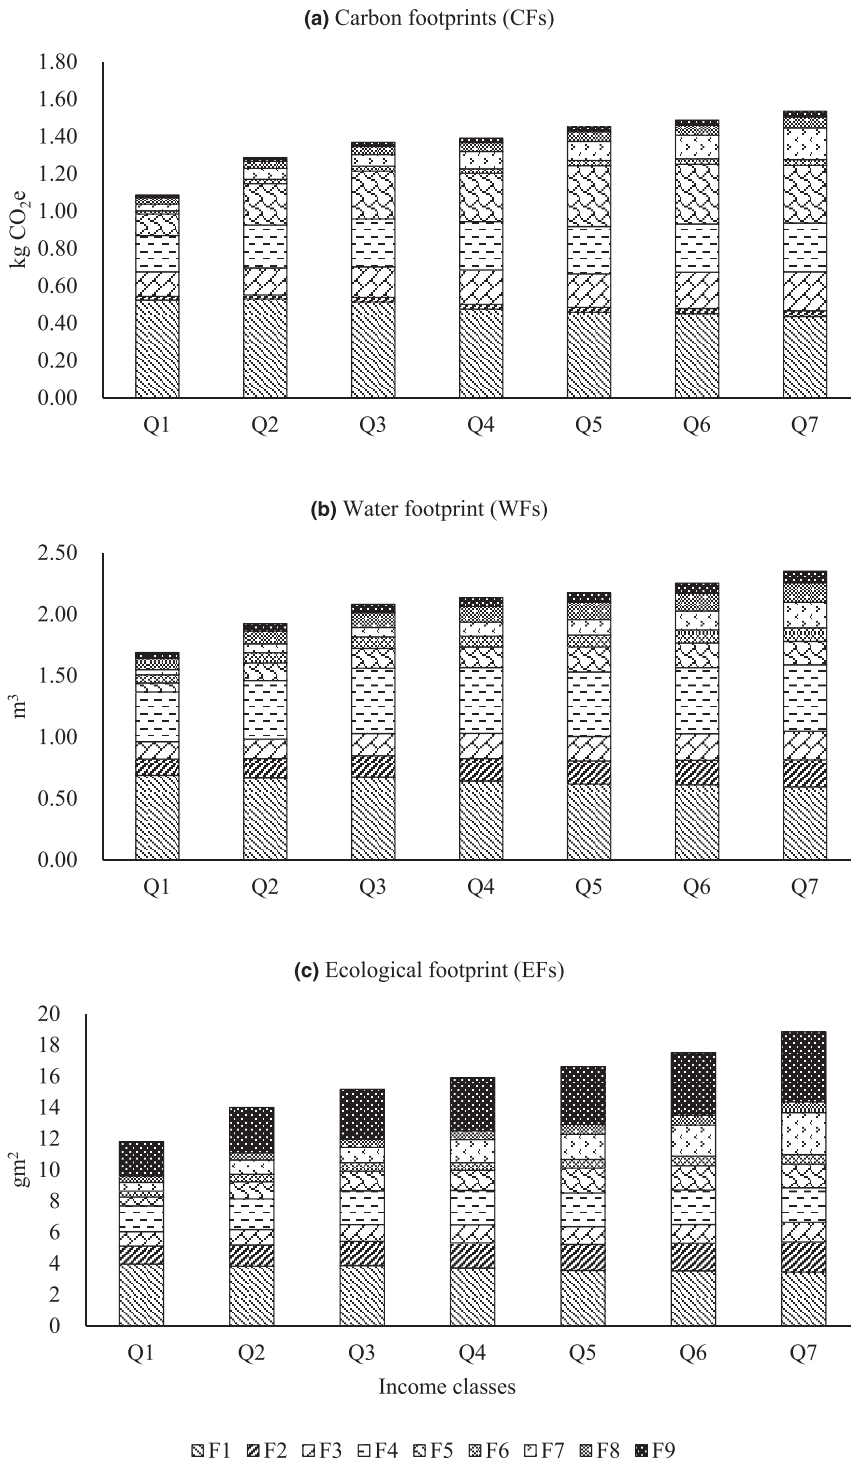 (a) Carbon footprints (CFs)
1.80
1.60
1.40
1.20
1.00
0.80
0.60
0.40
0.20
0.00
kg CO₂e
Q1 Q2 Q3 Q4 Q5 Q6 Q7
(b) Water footprint (WFs)
2.50
2.00
1.50
1.00
0.50
0.00
m³
Q1 Q2 Q3 Q4 Q5 Q6 Q7
(c) Ecological footprint (EFs)
20
18
16
14
12
10
8
6
4
2
0
gm²
Q1 Q2 Q3 Q4 Q5 Q6 Q7
Income classes
F1 F2 F3 F4 F5 F6 F7 F8 F9